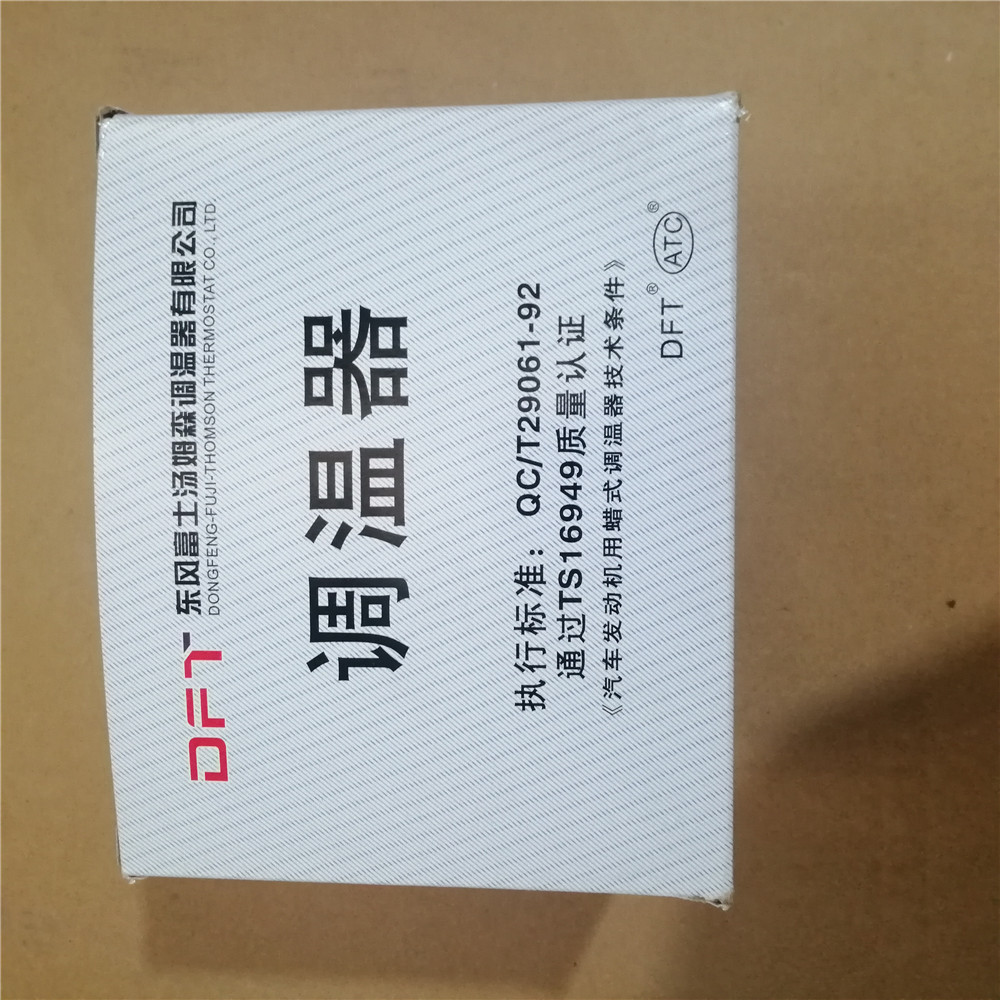 DFT 东风富士汤姆森调温器有限公司
DONGFENG-FUJI-THOMSON THERMOSTAT CO., LTD.
调温器
执行标准：QC/T29061-92
通过TS16949质量认证
《汽车发动机用蜡式调温器技术条件》
DFT® ATC®